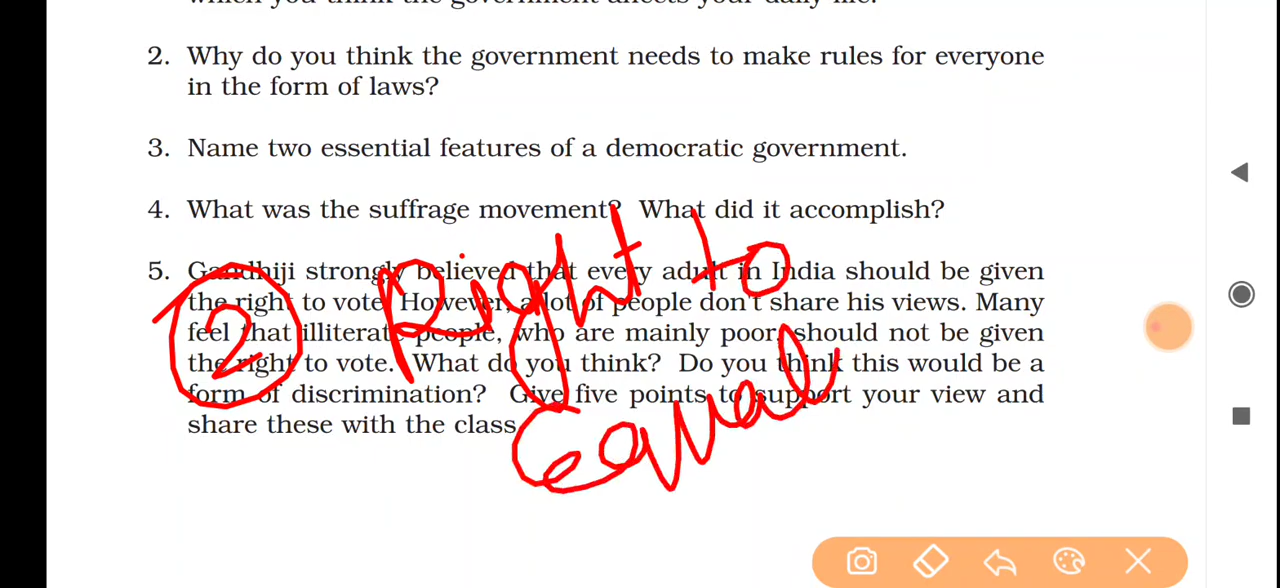 2. Why do you think the government needs to make rules for everyone
in the form of laws?
3. Name two essential features of a democratic government.
4. What was the suffrage movement? What did it accomplish?
5. Gandhiji strongly believed that every adult in India should be given
the right to vote. However, a lot of people don't share his views. Many
feel that illiterate people, who are mainly poor, should not be given
the right to vote. What do you think? Do you think this would be a
form of discrimination? Give five points to support your view and
share these with the class.
2 Right to